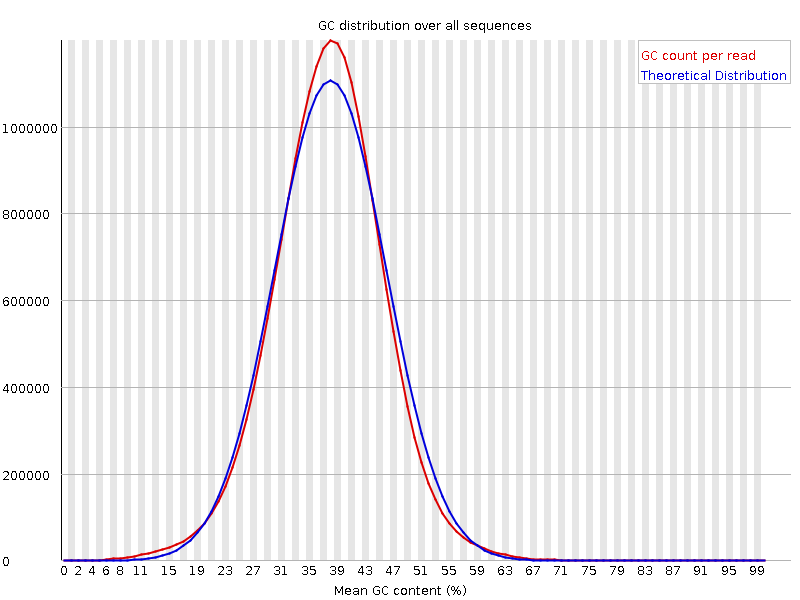 GC distribution over all sequences
GC count per read
Theoretical Distribution
1000000
800000
600000
400000
200000
0
0 2 4 6 8 11 15 19 23 27 31 35 39 43 47 51 55 59 63 67 71 75 79 83 87 91 95 99
Mean GC content (%)